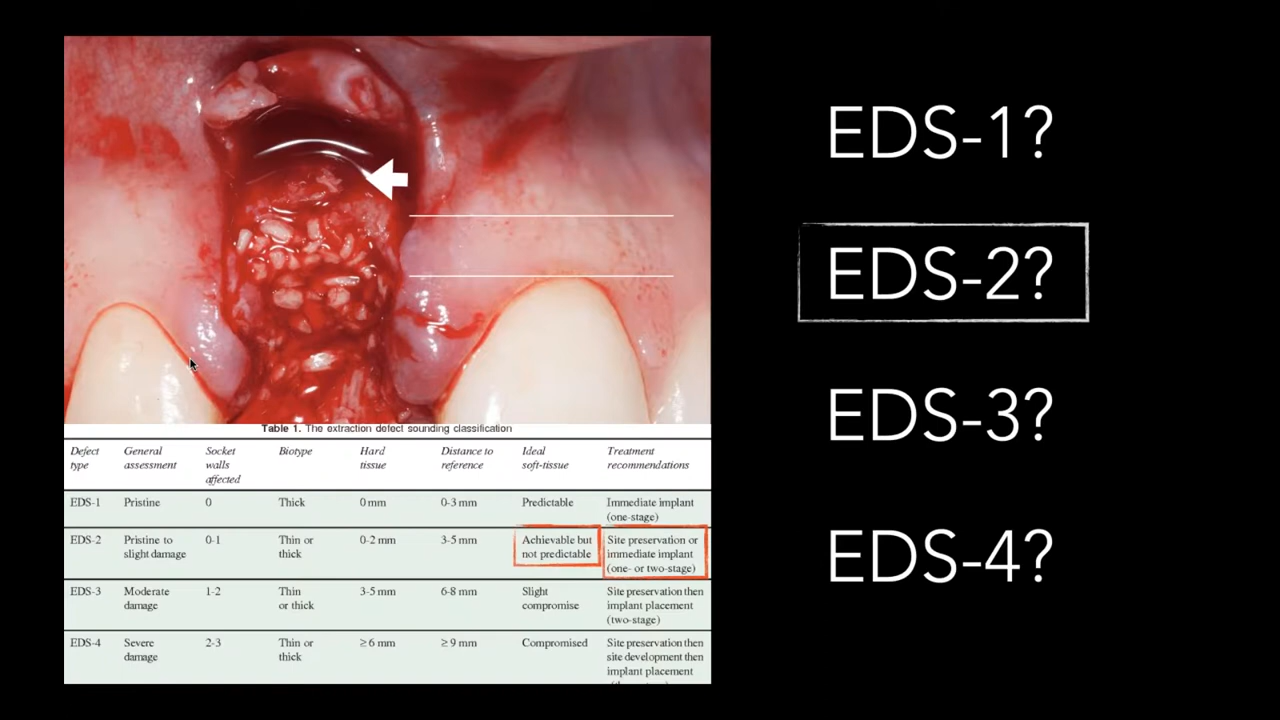 EDS-1?
EDS-2?
EDS-3?
EDS-4?
Table 1. The extraction defect sounding classification
Defect type General assessment Socket walls affected Biotype Hard tissue Distance to reference Ideal soft-tissue Treatment recommendations
EDS-1 Pristine 0 Thick 0 mm 0-3 mm Predictable Immediate implant (one-stage)
EDS-2 Pristine to slight damage 0-1 Thin or thick 0-2 mm 3-5 mm Achievable but not predictable Site preservation or immediate implant (one- or two-stage)
EDS-3 Moderate damage 1-2 Thin or thick 3-5 mm 6-8 mm Slight compromise Site preservation then implant placement (two-stage)
EDS-4 Severe damage 2-3 Thin or thick ≥ 6 mm ≥ 9 mm Compromised Site preservation then site development then implant placement